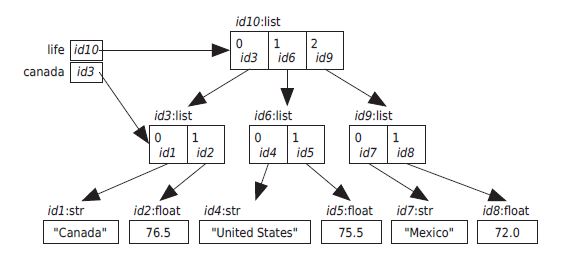 id10:list
life id10
0 1 2
id3 id6 id9
canada id3
id3:list id6:list id9:list
0 1 0 1 0 1
id1 id2 id4 id5 id7 id8
id1:str id2:float id4:str id5:float id7:str id8:float
"Canada" 76.5 "United States" 75.5 "Mexico" 72.0